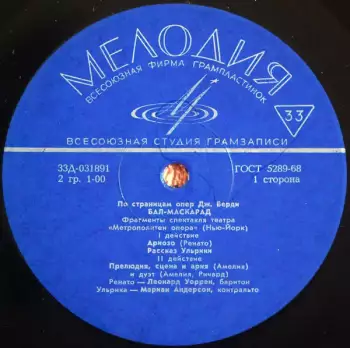 МЕЛОДИЯ
ВСЕСОЮЗНАЯ ФИРМА ГРАМПЛАСТИНОК
33
ВСЕСОЮЗНАЯ СТУДИЯ ГРАМЗАПИСИ
33Д-031891
ГОСТ 5289-68
2 гр. 1-00
1 сторона
По страницам опер Дж. Верди
БАЛ-МАСКАРАД
Фрагменты спектакля театра
«Метрополитен опера» (Нью-Йорк)
I действие
Ариозо (Ренато)
Рассказ Ульрики
II действие
Прелюдия, сцена и ария (Амелия)
и дуэт (Амелия, Ричард)
Ренато — Леонард Уоррен, баритон
Ульрика — Мариан Андерсон, контральто